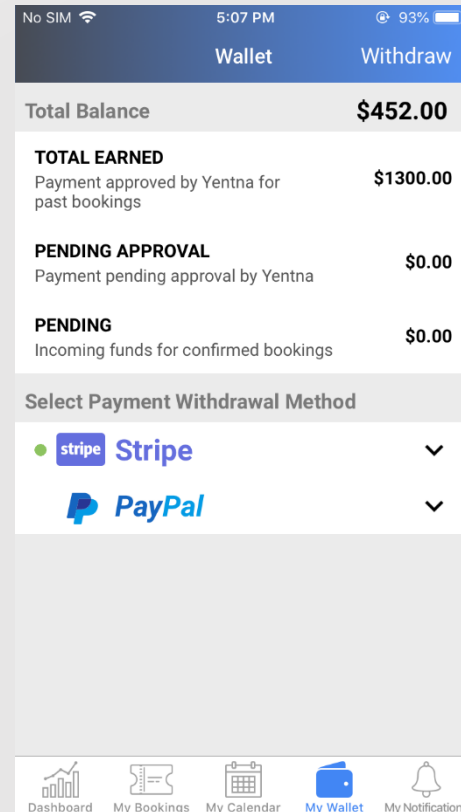 No SIM 5:07 PM 93%
Wallet Withdraw
Total Balance $452.00
TOTAL EARNED
Payment approved by Yentna for
past bookings
$1300.00
PENDING APPROVAL
Payment pending approval by Yentna
$0.00
PENDING
Incoming funds for confirmed bookings
$0.00
Select Payment Withdrawal Method
stripe Stripe
PayPal
Dashboard My Bookings My Calendar My Wallet My Notification